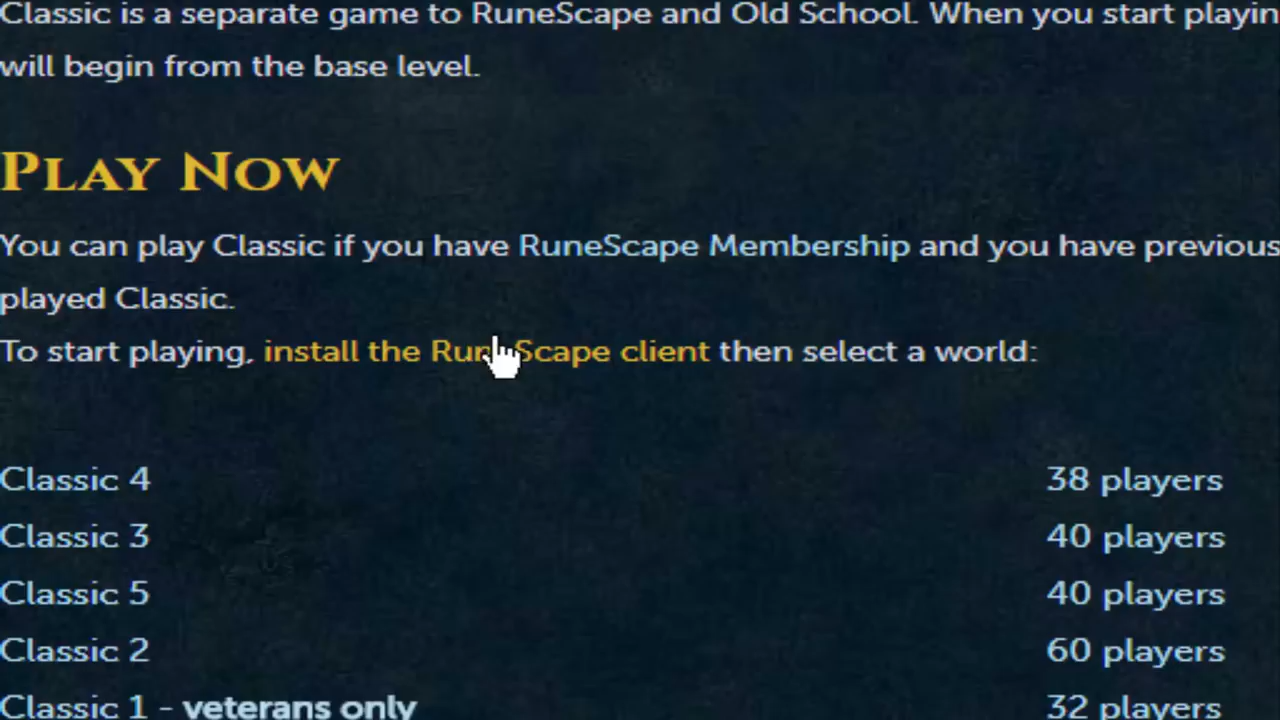 Classic is a separate game to RuneScape and Old School. When you start playin
will begin from the base level.
PLAY NOW
You can play Classic if you have RuneScape Membership and you have previous
played Classic.
To start playing, install the RuneScape client then select a world:
Classic 4 38 players
Classic 3 40 players
Classic 5 40 players
Classic 2 60 players
Classic 1 - veterans only 32 players